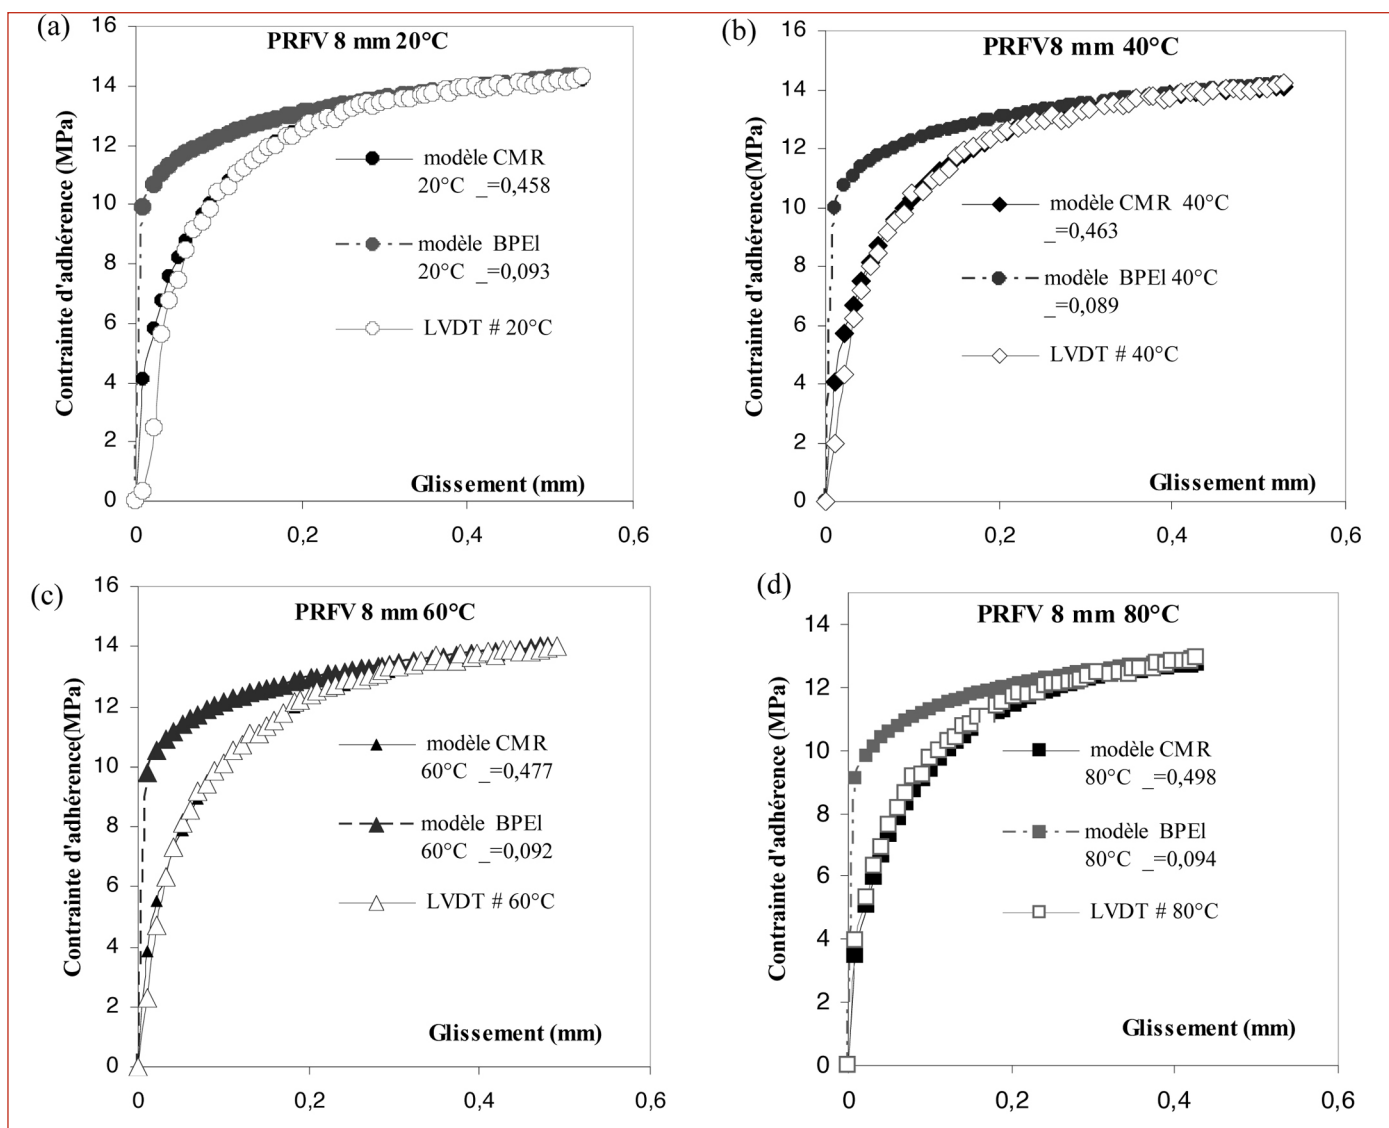 (a)
PRFV 8 mm 20°C
Contrainte d'adhérence (MPa)
16
14
12
10
8
6
4
2
0
modèle CMR
20°C _=0,458
modèle BPEl
20°C _=0,093
LVDT # 20°C
Glissement (mm)
0
0,2
0,4
0,6
(b)
PRFV8 mm 40°C
Contrainte d'adhérence(MPa)
16
14
12
10
8
6
4
2
0
modèle CMR 40°C
_=0,463
modèle BPEl 40°C
_=0,089
LVDT # 40°C
Glissement mm)
0
0,2
0,4
0,6
(c)
PRFV 8 mm 60°C
Contrainte d'adhérence(MPa)
16
14
12
10
8
6
4
2
0
modèle CMR
60°C _=0,477
modèle BPEl
60°C _=0,092
LVDT # 60°C
Glissement (mm)
0
0,2
0,4
0,6
(d)
PRFV 8 mm 80°C
Contrainte d'adhérence (MPa)
14
12
10
8
6
4
2
0
modèle CMR
80°C _=0,498
modèle BPEl
80°C _=0,094
LVDT # 80°C
Glissement (mm)
0
0,2
0,4
0,6